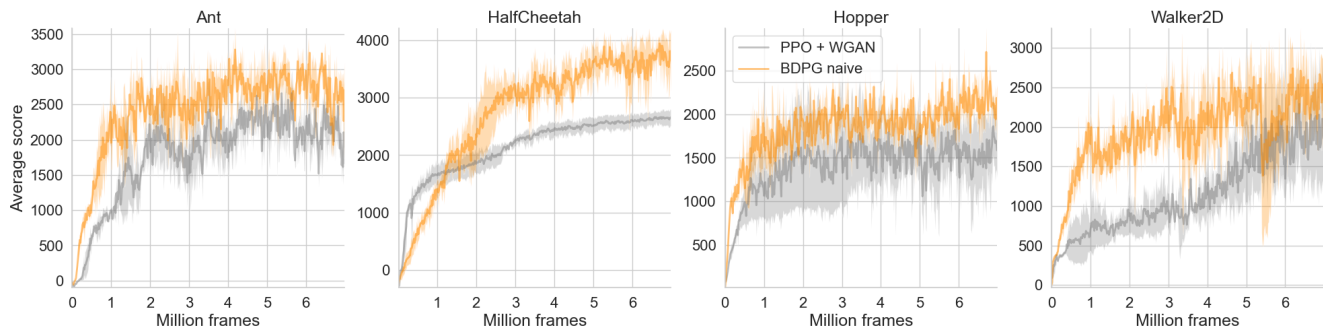 Ant
HalfCheetah
Hopper
Walker2D
Average score
3500
3000
2500
2000
1500
1000
500
0
0 1 2 3 4 5 6
Million frames
4000
3000
2000
1000
0
1 2 3 4 5 6
Million frames
PPO + WGAN
BDPG naive
2500
2000
1500
1000
500
0 1 2 3 4 5 6
Million frames
3000
2500
2000
1500
1000
500
0
0 1 2 3 4 5 6
Million frames